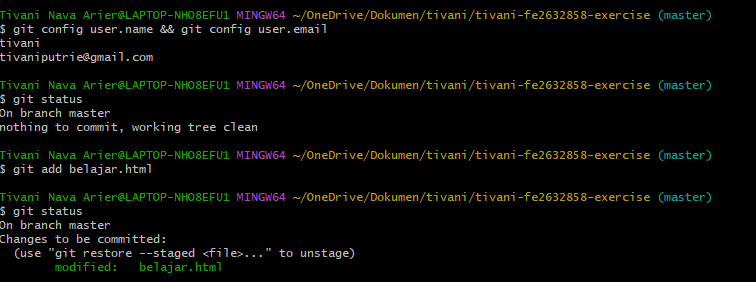 Tivani Nava Arier@LAPTOP-NHO8EFU1 MINGW64 ~/OneDrive/Dokumen/tivani/tivani-fe2632858-exercise (master)
$ git config user.name && git config user.email
tivani
tivaniputrie@gmail.com
Tivani Nava Arier@LAPTOP-NHO8EFU1 MINGW64 ~/OneDrive/Dokumen/tivani/tivani-fe2632858-exercise (master)
$ git status
On branch master
nothing to commit, working tree clean
Tivani Nava Arier@LAPTOP-NHO8EFU1 MINGW64 ~/OneDrive/Dokumen/tivani/tivani-fe2632858-exercise (master)
$ git add belajar.html
Tivani Nava Arier@LAPTOP-NHO8EFU1 MINGW64 ~/OneDrive/Dokumen/tivani/tivani-fe2632858-exercise (master)
$ git status
On branch master
Changes to be committed:
  (use "git restore --staged <file>..." to unstage)
        modified:   belajar.html